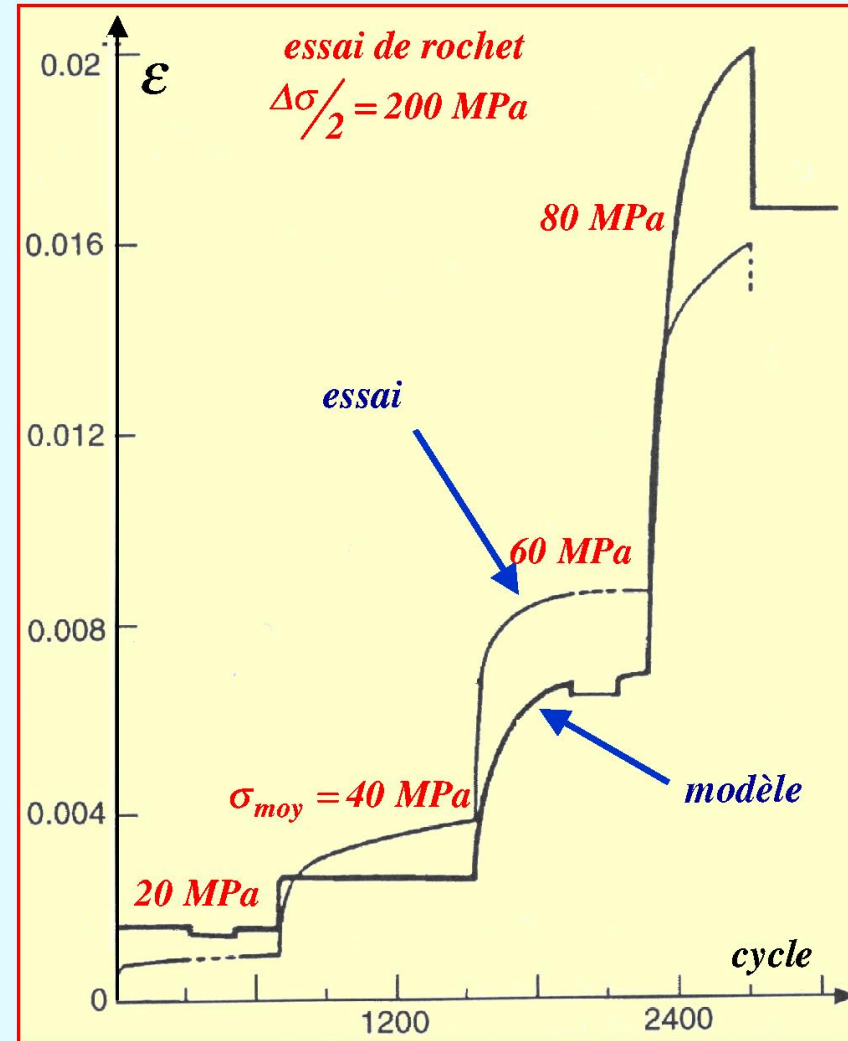 essai de rochet
Δσ/2 = 200 MPa
ε
0.02
0.016
0.012
0.008
0.004
0
80 MPa
essai
60 MPa
σmoy = 40 MPa
modèle
20 MPa
cycle
1200
2400